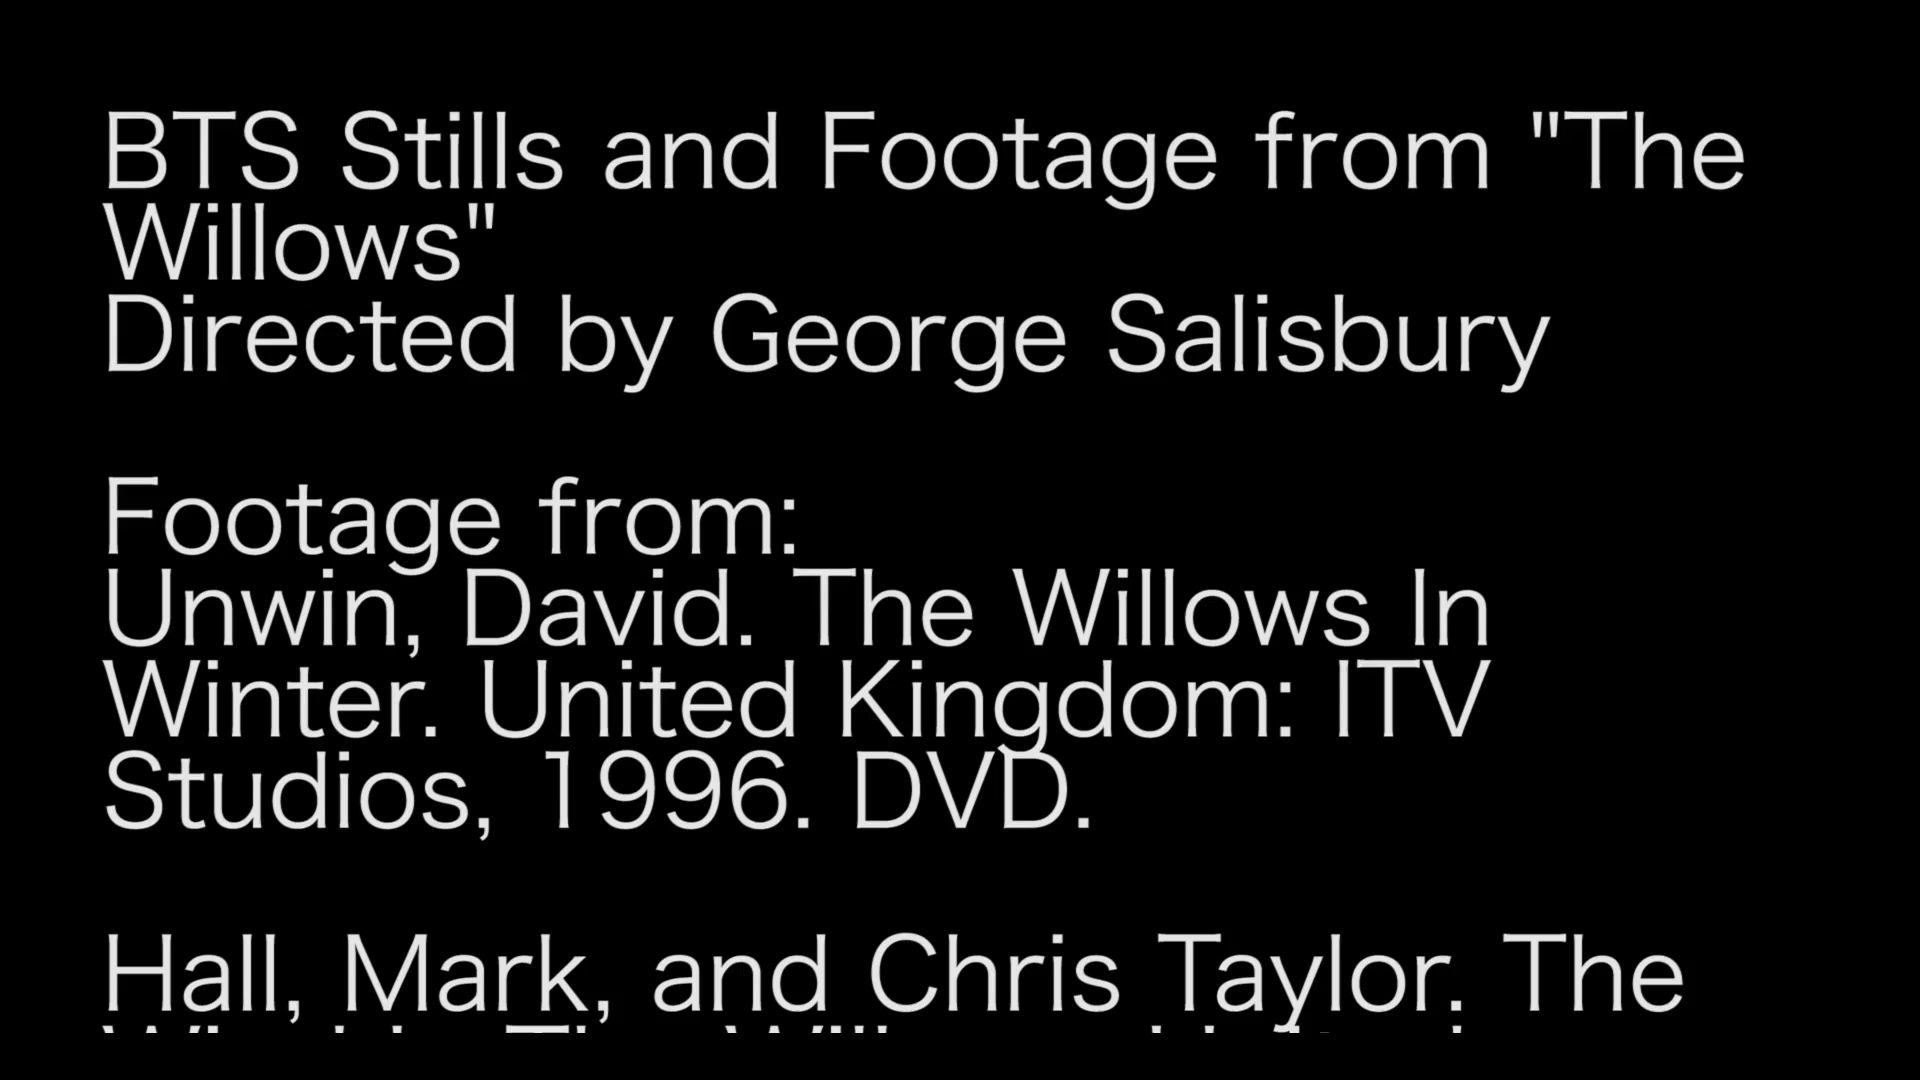 BTS Stills and Footage from "The
Willows"
Directed by George Salisbury
Footage from:
Unwin, David. The Willows In
Winter. United Kingdom: ITV
Studios, 1996. DVD.
Hall, Mark, and Chris Taylor. The